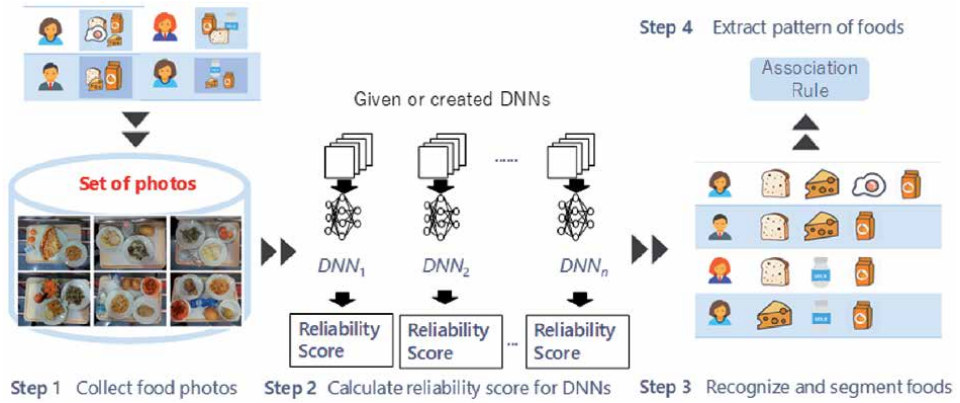 Step 4 Extract pattern of foods
Association
Rule
Given or created DNNs
......
Set of photos
DNN1
DNN2
DNNn
Reliability
Score
Reliability
Score
...
Reliability
Score
MILK
MILK
Step 1 Collect food photos
Step 2 Calculate reliability score for DNNs
Step 3 Recognize and segment foods